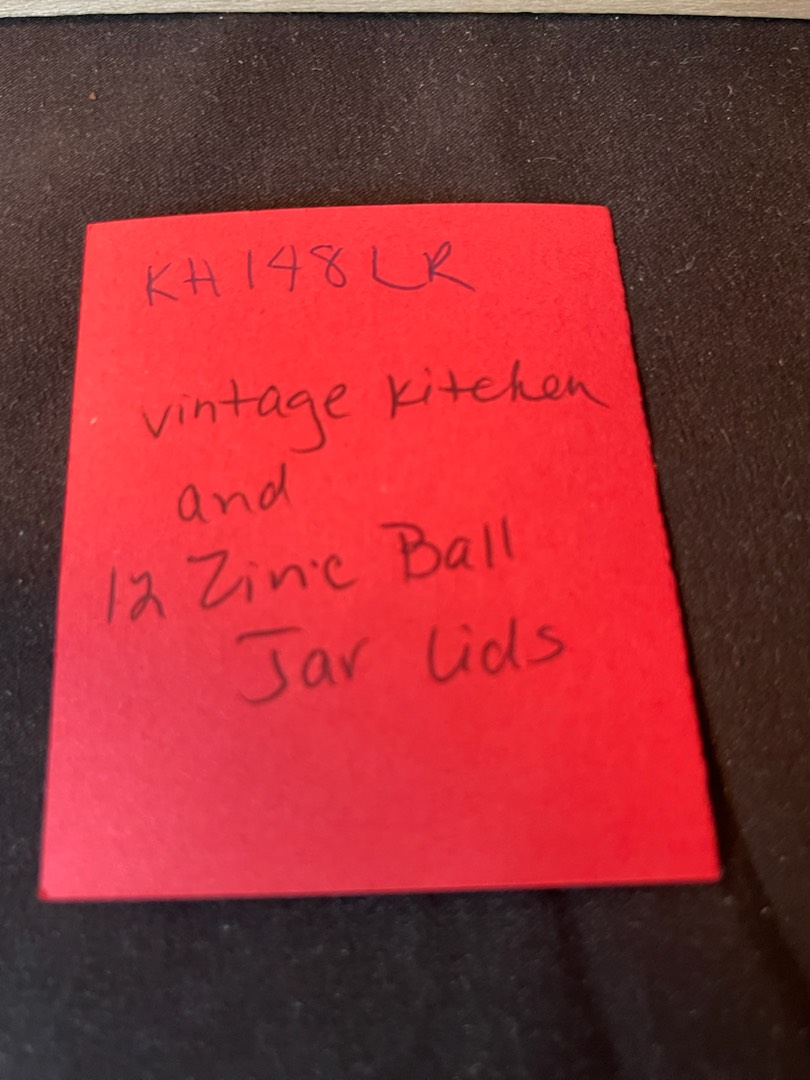 KH148LR
vintage kitchen
and
12 Zinc Ball
Jar lids